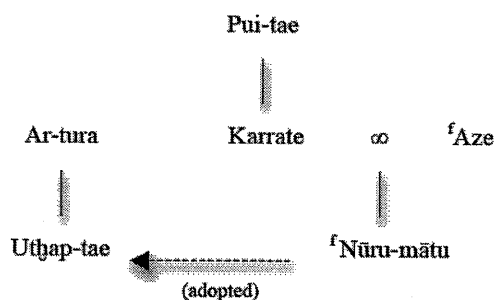 Pui-tae
Ar-tura Karrate ∞ ᶠAze
Utḫap-tae ᶠNūru-mātu
(adopted)